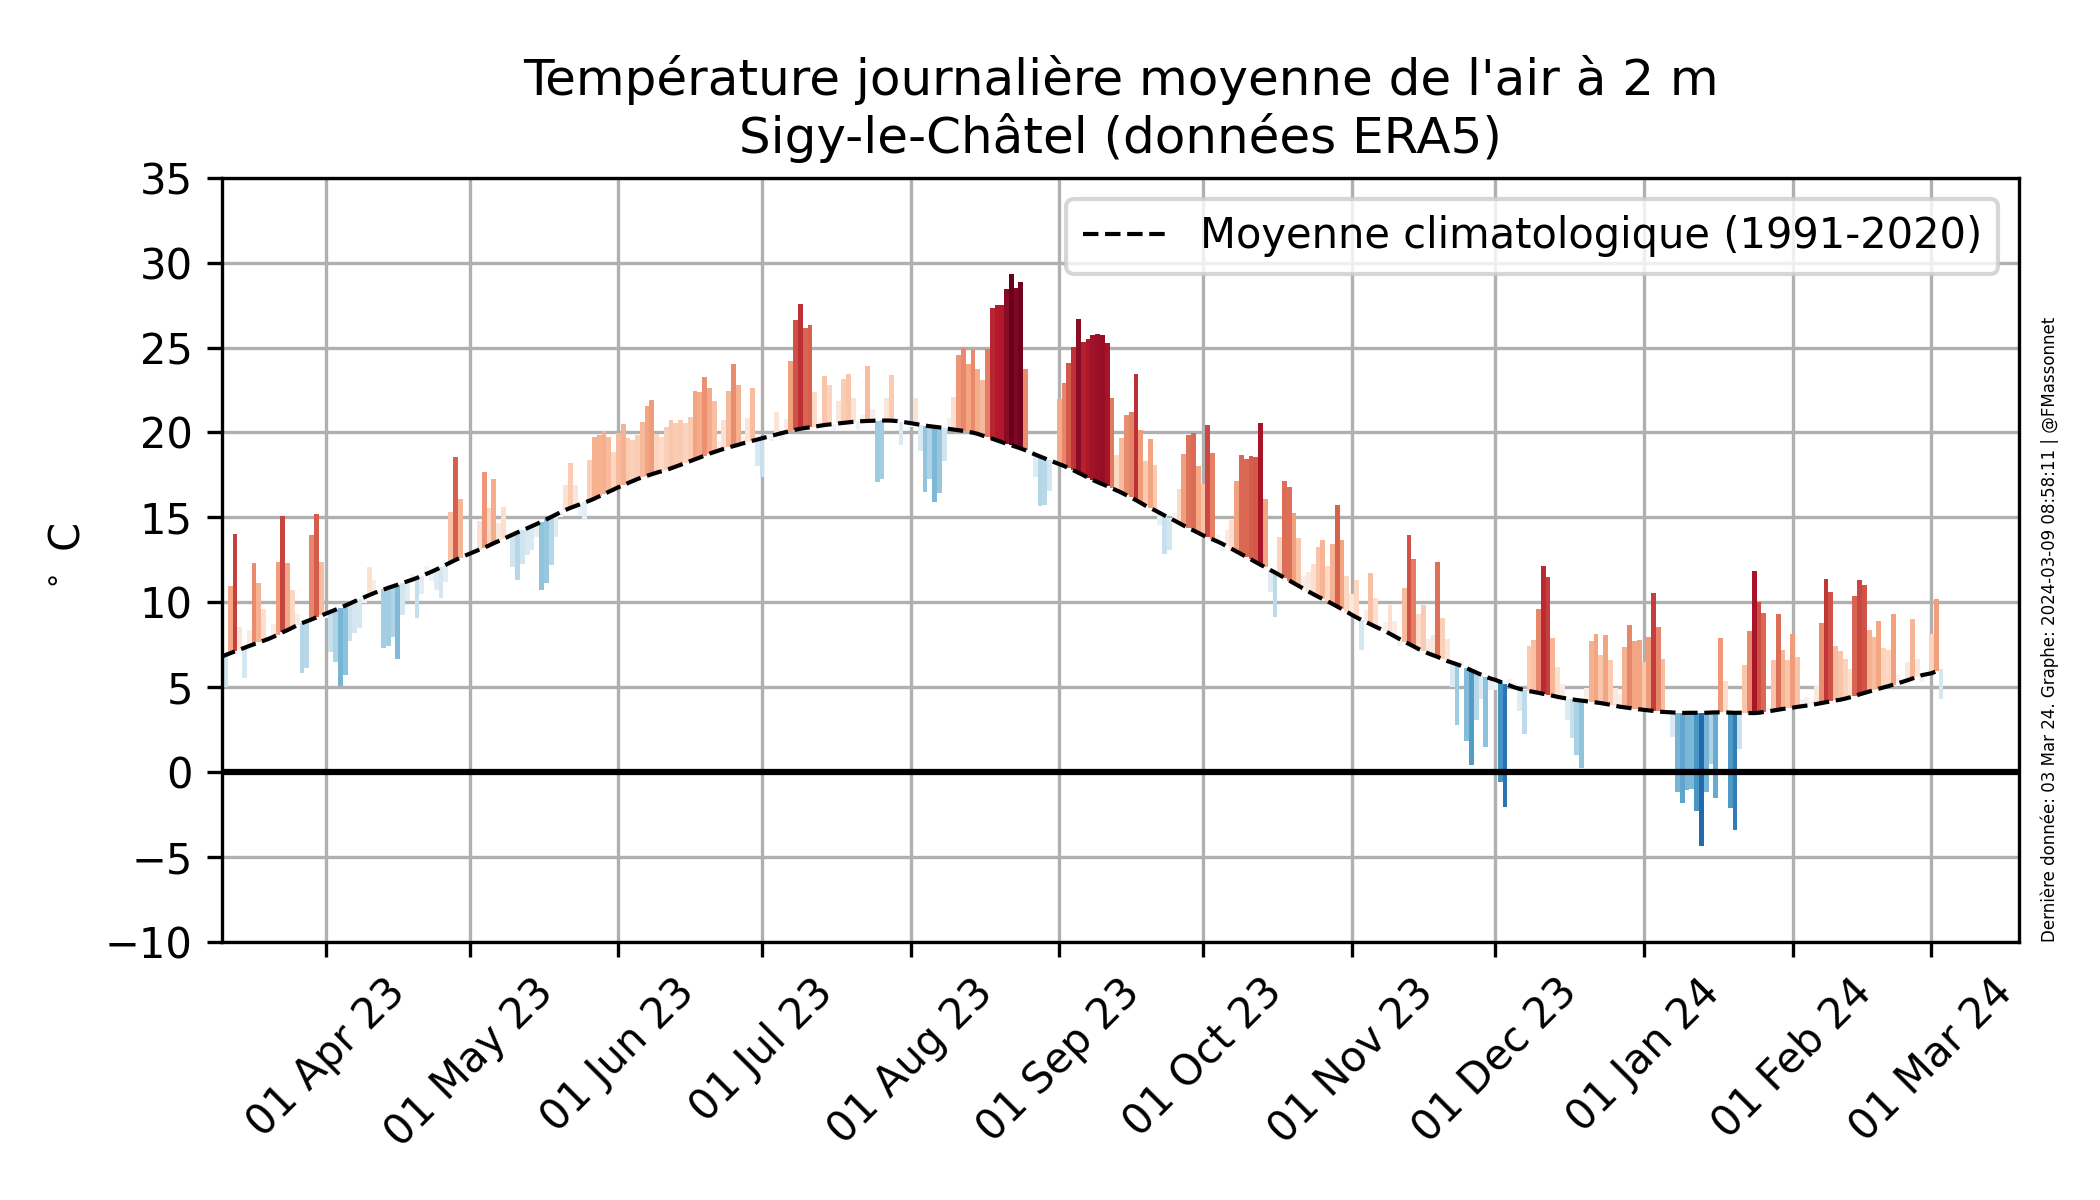 Température journalière moyenne de l'air à 2 m
Sigy-le-Châtel (données ERA5)
Moyenne climatologique (1991-2020)
35
30
25
20
15
10
5
0
−5
−10
° C
01 Apr 23
01 May 23
01 Jun 23
01 Jul 23
01 Aug 23
01 Sep 23
01 Oct 23
01 Nov 23
01 Dec 23
01 Jan 24
01 Feb 24
01 Mar 24
Dernière donnée: 03 Mar 24. Graphe: 2024-03-09 08:58:11 | @FMassonnet